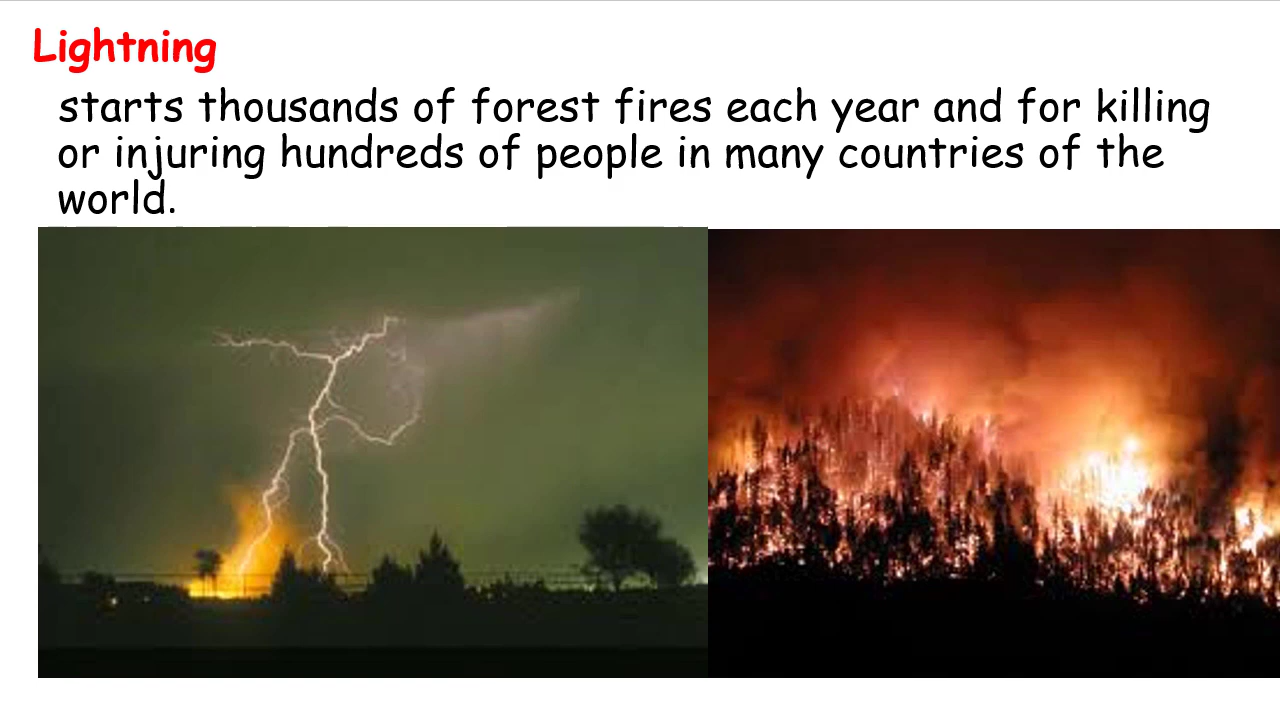 Lightning
starts thousands of forest fires each year and for killing
or injuring hundreds of people in many countries of the
world.